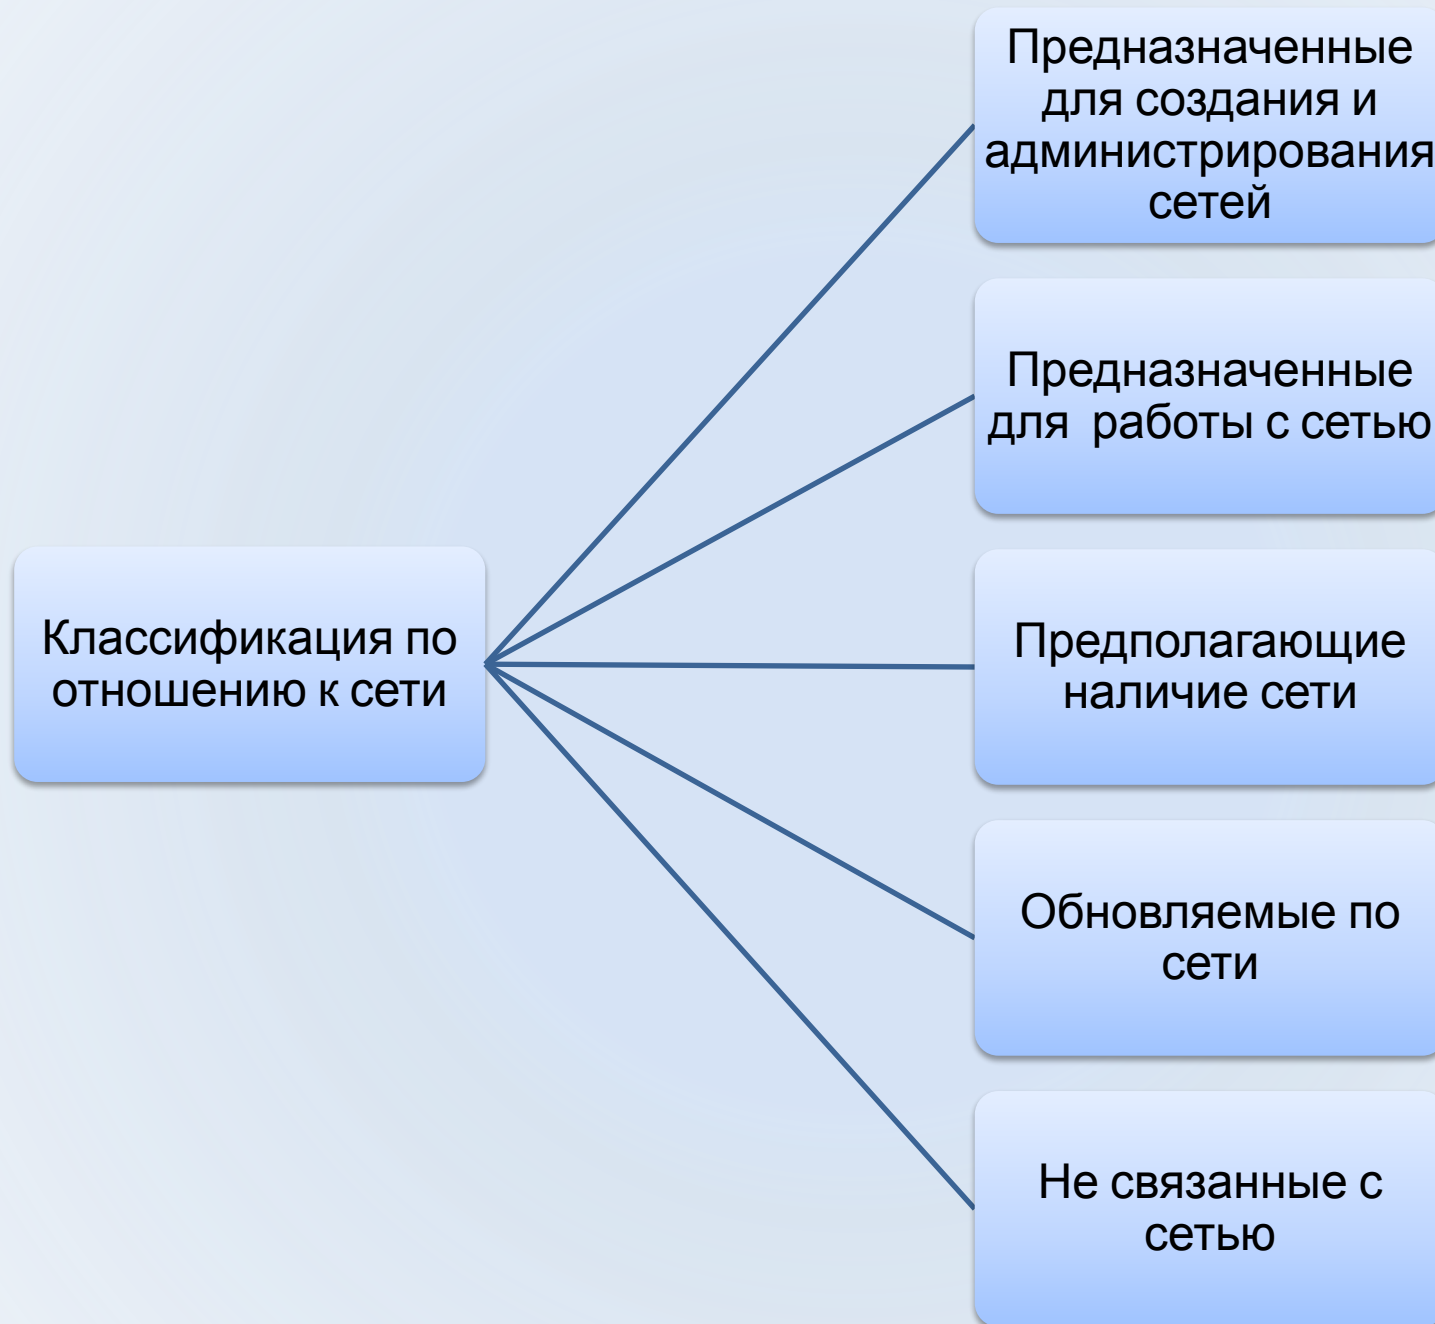 Предназначенные
для создания и
администрирования
сетей
Предназначенные
для работы с сетью
Классификация по
отношению к сети
Предполагающие
наличие сети
Обновляемые по
сети
Не связанные с
сетью